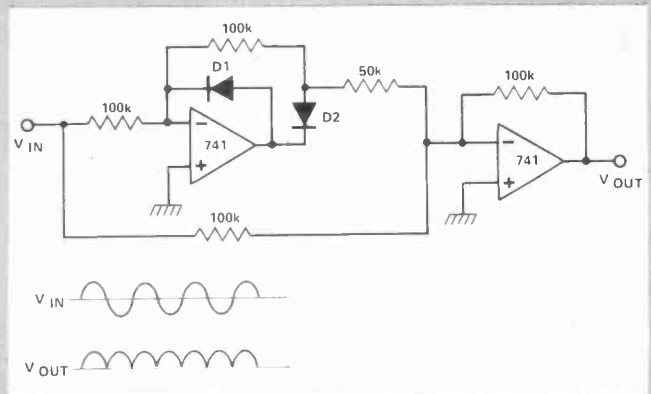 100k
D1
100k
50k
100k
D2
V IN
−
741
+
−
741
+
V OUT
100k
V IN
V OUT